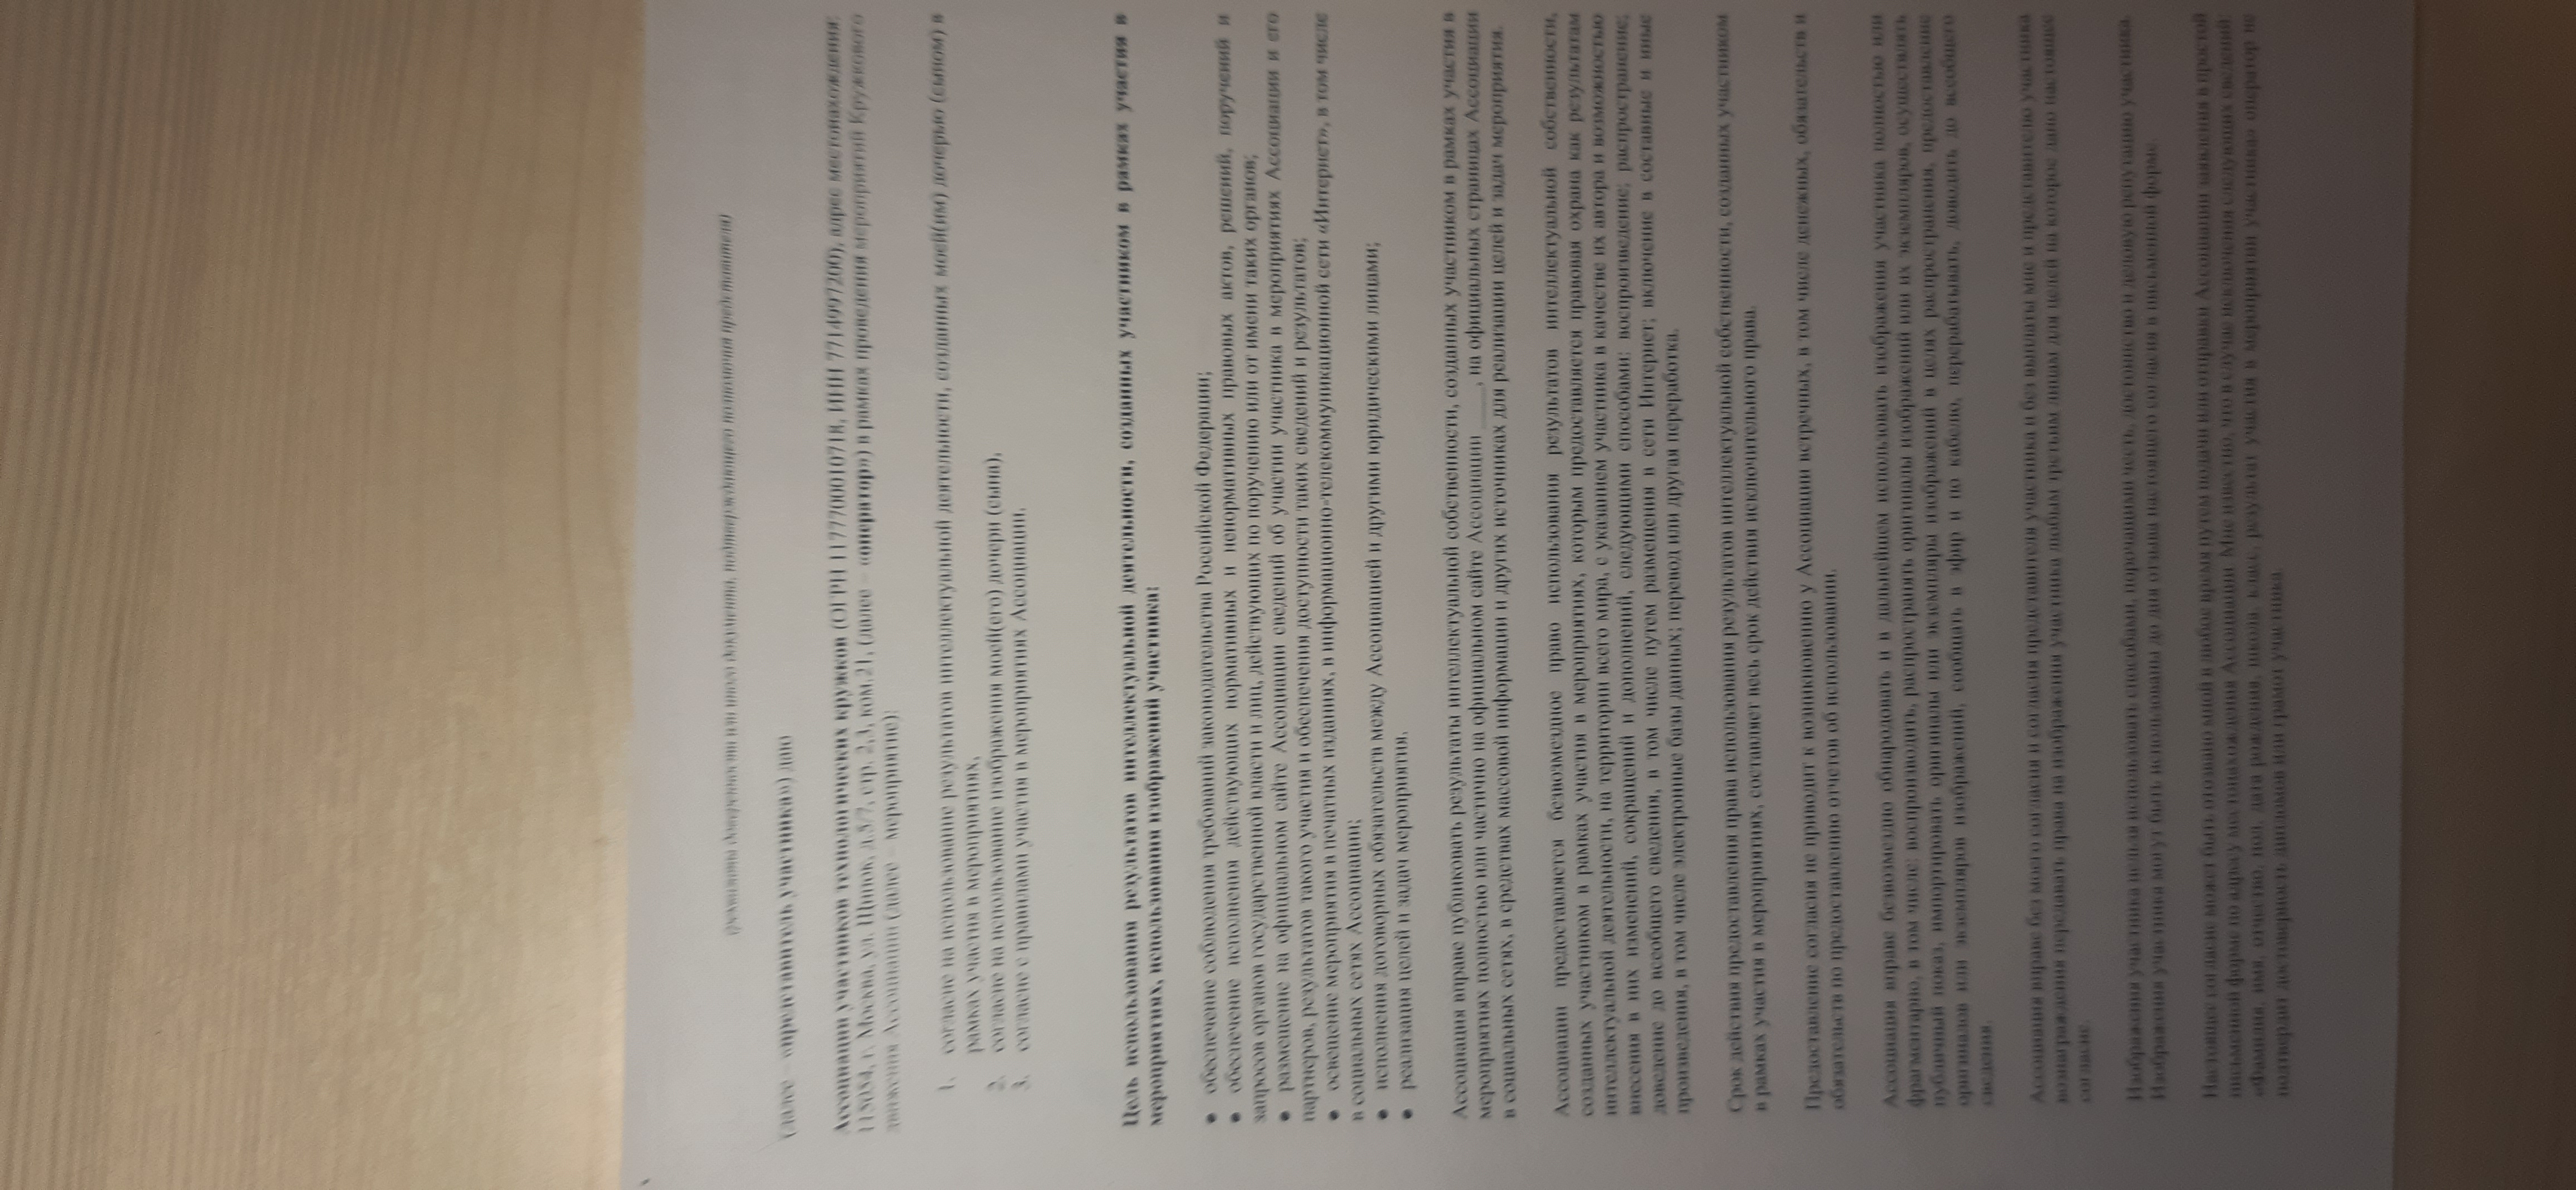 (реквизиты доверенности или иного документа, подтверждающего полномочия представителя)
(далее – «представитель участника») даю
Ассоциации участников технологических кружков (ОГРН 1177700010718, ИНН 7714997200), адрес местонахождения:
115054, г. Москва, ул. Щипок, д.5/7, стр. 2,3, ком.21, (далее – «оператор») в рамках проведения мероприятий Кружкового
движения Ассоциации (далее – мероприятие):
1. согласие на использование результатов интеллектуальной деятельности, созданных моей(им) дочерью (сыном) в
рамках участия в мероприятиях,
2. согласие на использование изображения моей(его) дочери (сына),
3. согласие с правилами участия в мероприятиях Ассоциации.
Цель использования результатов интеллектуальной деятельности, созданных участником в рамках участия в
мероприятиях, использования изображений участника:
● обеспечение соблюдения требований законодательства Российской Федерации;
● обеспечение исполнения действующих нормативных и ненормативных правовых актов, решений, поручений и
запросов органов государственной власти и лиц, действующих по поручению или от имени таких органов;
● размещение на официальном сайте Ассоциации сведений об участии участника в мероприятиях Ассоциации и его
партнеров, результатов такого участия и обеспечения доступности таких сведений и результатов;
● освещение мероприятия в печатных изданиях, в информационно-телекоммуникационной сети «Интернет», в том числе
в социальных сетях Ассоциации;
● исполнения договорных обязательств между Ассоциацией и другими юридическими лицами;
● реализация целей и задач мероприятия.
Ассоциация вправе публиковать результаты интеллектуальной собственности, созданных участником в рамках участия в
мероприятиях полностью или частично на официальном сайте Ассоциации ____, на официальных страницах Ассоциации
в социальных сетях, в средствах массовой информации и других источниках для реализации целей и задач мероприятия.
Ассоциации предоставляется безвозмездное право использования результатов интеллектуальной собственности,
созданных участником в рамках участия в мероприятиях, которым предоставляется правовая охрана как результатам
интеллектуальной деятельности, на территории всего мира, с указанием участника в качестве их автора и возможностью
внесения в них изменений, сокращений и дополнений, следующими способами: воспроизведение; распространение;
доведение до всеобщего сведения, в том числе путем размещения в сети Интернет; включение в составные и иные
произведения, в том числе электронные базы данных; перевод или другая переработка.
Срок действия предоставления права использования результатов интеллектуальной собственности, созданных участником
в рамках участия в мероприятиях, составляет весь срок действия исключительного права.
Предоставление согласия не приводит к возникновению у Ассоциации встречных, в том числе денежных, обязательств и
обязательств по предоставлению отчетов об использовании.
Ассоциация вправе безвозмездно обнародовать и в дальнейшем использовать изображения участника полностью или
фрагментарно, в том числе: воспроизводить, распространять оригиналы изображений или их экземпляров, осуществлять
публичный показ, импортировать оригиналы или экземпляры изображений в целях распространения, предоставление
оригиналов или экземпляров изображений, сообщать в эфир и по кабелю, перерабатывать, доводить до всеобщего
сведения.
Ассоциация вправе без моего согласия и согласия представителя участника и без выплаты мне и представителю участника
вознаграждения передавать права на изображения участника любым третьим лицам для целей на которое дано настоящее
согласие.
Изображения участника нельзя использовать способами, порочащими честь, достоинство и деловую репутацию участника.
Изображения участника могут быть использованы до дня отзыва настоящего согласия в письменной форме.
Настоящее согласие может быть отозвано мной в любое время путем подачи или отправки Ассоциации заявления в простой
письменной форме по адресу местонахождения Ассоциации. Мне известно, что в случае исключения следующих сведений:
«Фамилия, имя, отчество, пол, дата рождения, школа, класс, результат участия в мероприятии участника» оператор не
подтвердит достоверность дипломов или грамот участника.